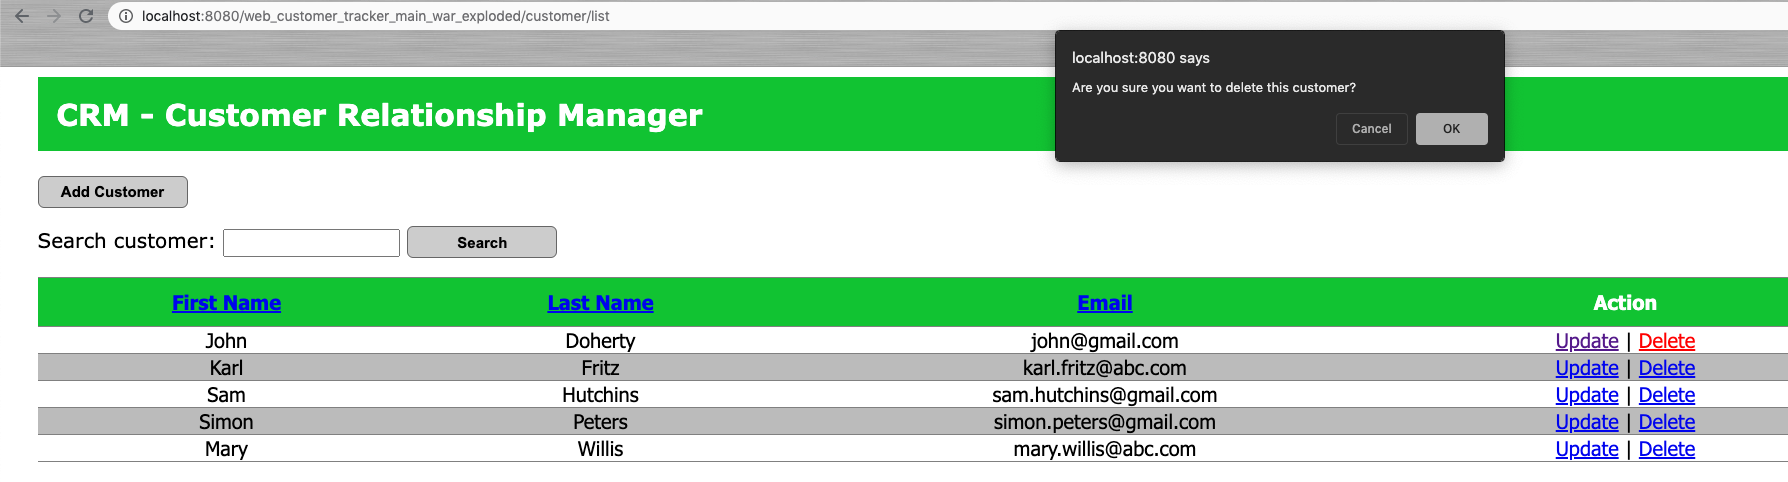 localhost:8080/web_customer_tracker_main_war_exploded/customer/list
localhost:8080 says
Are you sure you want to delete this customer?
Cancel OK
CRM - Customer Relationship Manager
Add Customer
Search customer: Search
First Name Last Name Email Action
John Doherty john@gmail.com Update | Delete
Karl Fritz karl.fritz@abc.com Update | Delete
Sam Hutchins sam.hutchins@gmail.com Update | Delete
Simon Peters simon.peters@gmail.com Update | Delete
Mary Willis mary.willis@abc.com Update | Delete